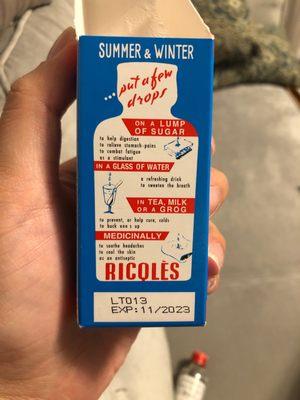 SUMMER & WINTER
...put a few
drops
ON A LUMP
OF SUGAR
to help digestion
to relieve stomach-pains
to combat fatigue
as a stimulant
IN A GLASS OF WATER
a refreshing drink
to sweeten the breath
IN TEA, MILK
OR A GROG
to prevent, or help cure, colds
to buck one's up
MEDICINALLY
to soothe headaches
to cool the skin
as an antiseptic
RICQLÈS
LT013
EXP:11/2023